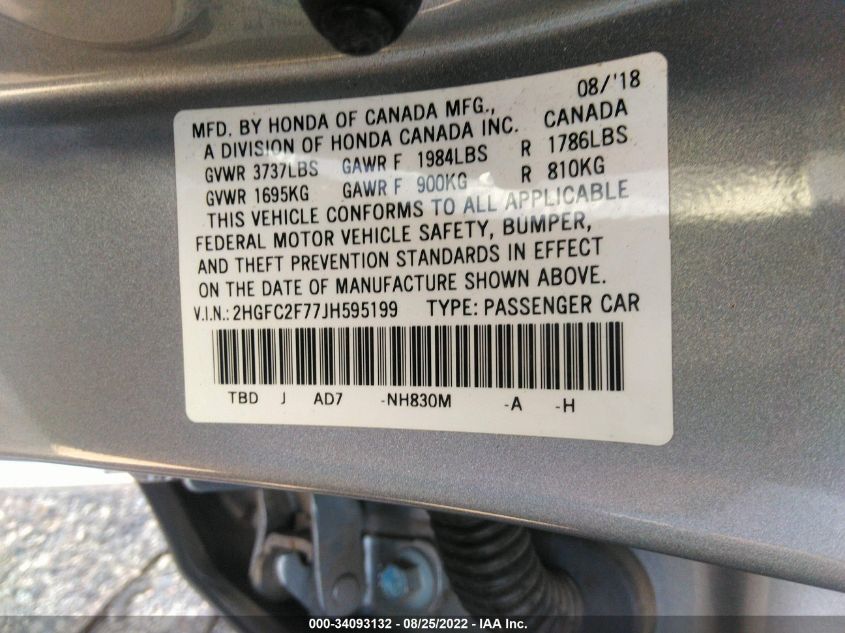 08/'18
MFD. BY HONDA OF CANADA MFG., CANADA
A DIVISION OF HONDA CANADA INC.
GVWR 3737LBS GAWR F 1984LBS R 1786LBS
GVWR 1695KG GAWR F 900KG R 810KG
THIS VEHICLE CONFORMS TO ALL APPLICABLE
FEDERAL MOTOR VEHICLE SAFETY, BUMPER,
AND THEFT PREVENTION STANDARDS IN EFFECT
ON THE DATE OF MANUFACTURE SHOWN ABOVE.
V.I.N.: 2HGFC2F77JH595199 TYPE: PASSENGER CAR
TBD J AD7 -NH830M -A -H
000-34093132 - 08/25/2022 - IAA Inc.